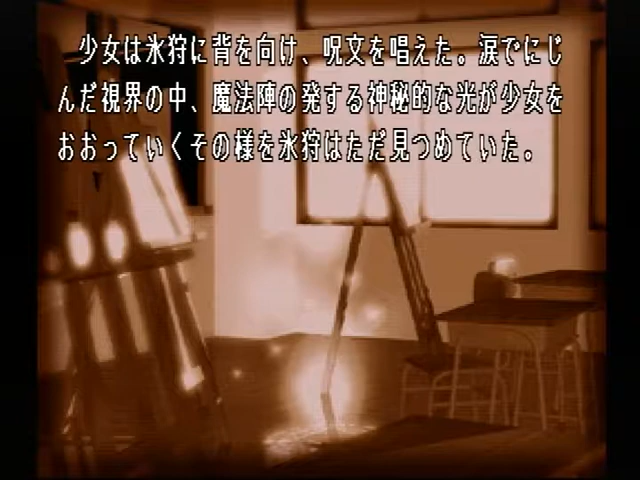 少女は氷狩に背を向け、呪文を唱えた。涙でにじ
んだ視界の中、魔法陣の発する神秘的な光が少女を
おおっていくその様を氷狩はただ見つめていた。